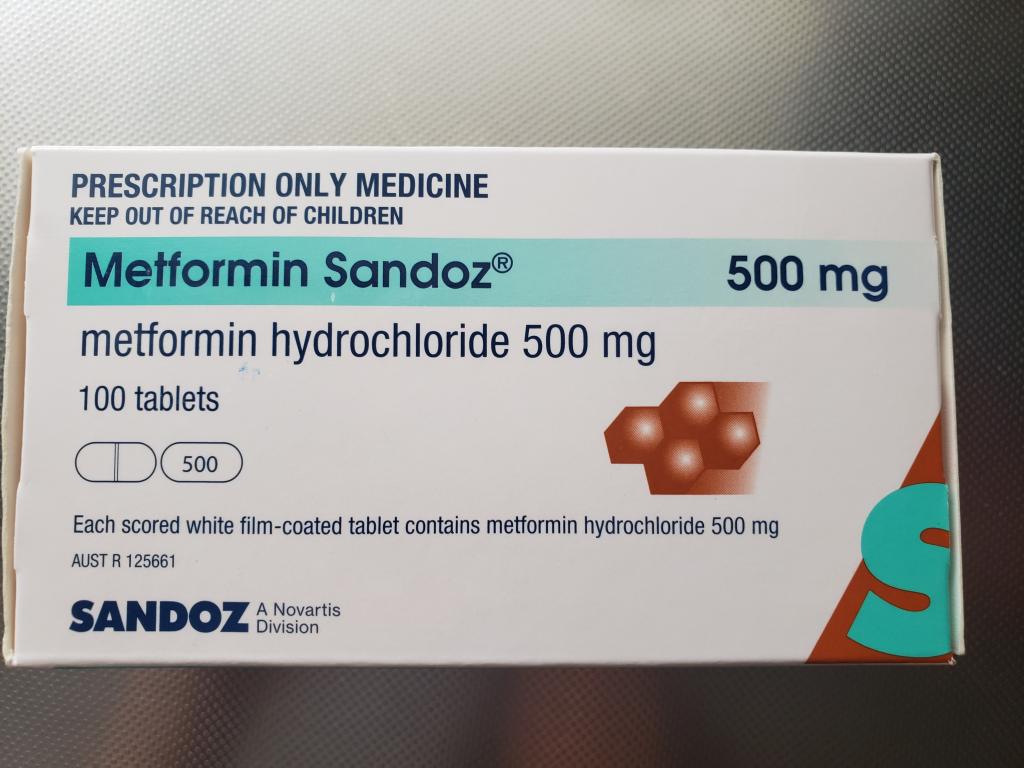 PRESCRIPTION ONLY MEDICINE
KEEP OUT OF REACH OF CHILDREN
Metformin Sandoz® 500 mg
metformin hydrochloride 500 mg
100 tablets
500
Each scored white film-coated tablet contains metformin hydrochloride 500 mg
AUST R 125661
SANDOZ A Novartis
Division
S